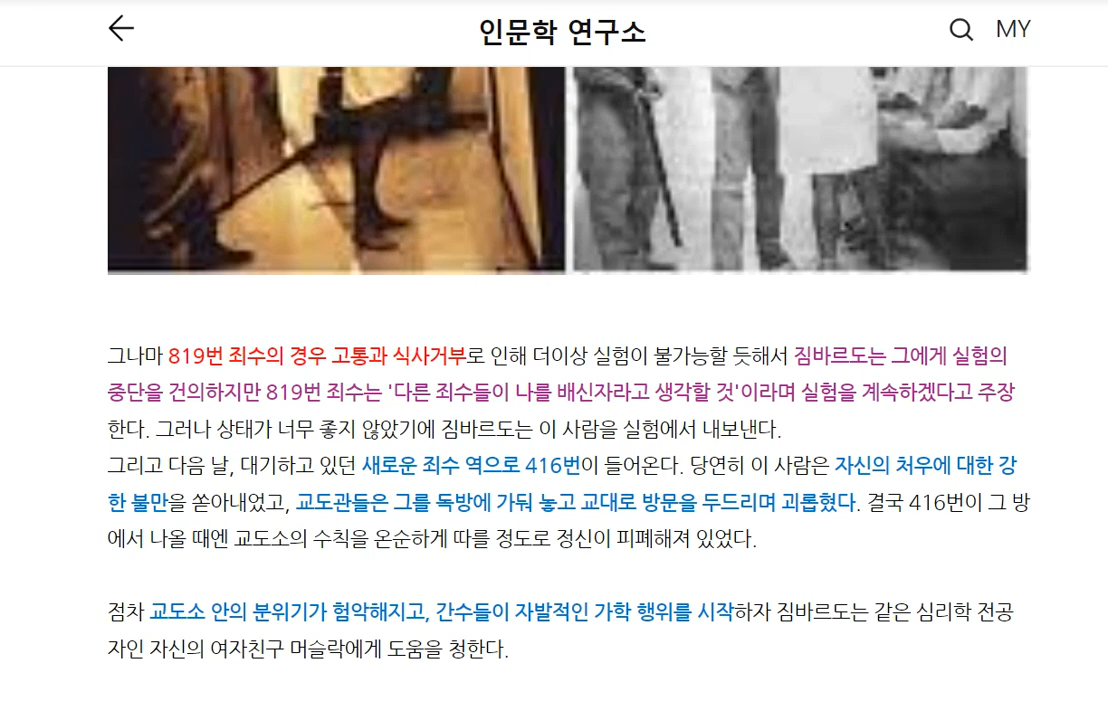 인문학 연구소
MY
그나마 819번 죄수의 경우 고통과 식사거부로 인해 더이상 실험이 불가능할 듯해서 짐바르도는 그에게 실험의
중단을 건의하지만 819번 죄수는 '다른 죄수들이 나를 배신자라고 생각할 것'이라며 실험을 계속하겠다고 주장
한다. 그러나 상태가 너무 좋지 않았기에 짐바르도는 이 사람을 실험에서 내보낸다.
그리고 다음 날, 대기하고 있던 새로운 죄수 역으로 416번이 들어온다. 당연히 이 사람은 자신의 처우에 대한 강
한 불만을 쏟아내었고, 교도관들은 그를 독방에 가둬 놓고 교대로 방문을 두드리며 괴롭혔다. 결국 416번이 그 방
에서 나올 때엔 교도소의 수칙을 온순하게 따를 정도로 정신이 피폐해져 있었다.
점차 교도소 안의 분위기가 험악해지고, 간수들이 자발적인 가학 행위를 시작하자 짐바르도는 같은 심리학 전공
자인 자신의 여자친구 머슬락에게 도움을 청한다.